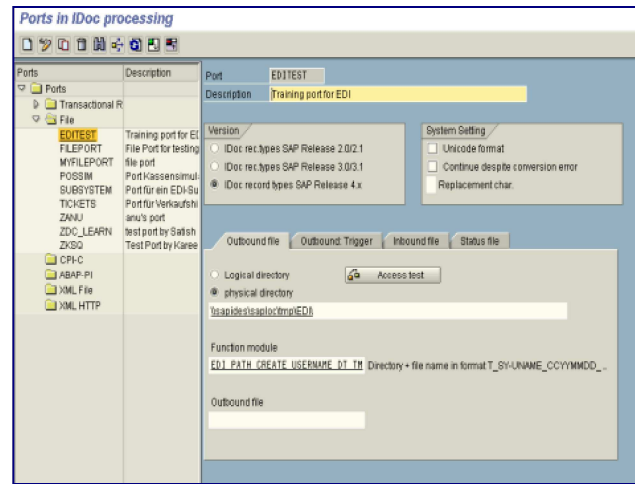 Ports in IDoc processing
Ports Description
Ports
Transactional R
File
EDITEST Training port for EC
FILEPORT File Port for testing
MYFILEPORT file port
POSSIM Port Kassensimul
SUBSYSTEM Port für ein EDI-Su
TICKETS Port für Verkaufshi
ZANU anu's port
ZDC_LEARN test port by Satish
ZKSQ Test Port by Karee
CPI-C
ABAP-PI
XML File
XML HTTP
Port EDITEST
Description Training port for EDI
Version
IDoc rec.types SAP Release 2.0/2.1
IDoc rec.types SAP Release 3.0/3.1
IDoc record types SAP Release 4.x
System Setting
Unicode format
Continue despite conversion error
Replacement char.
Outbound file Outbound: Trigger Inbound file Status file
Logical directory Access test
physical directory
\\sapides\saploc\tmp\EDI\
Function module
EDI_PATH_CREATE_USERNAME_DT_TM Directory + file name in format T_SY-UNAME_CCYYMMDD_...
Outbound file